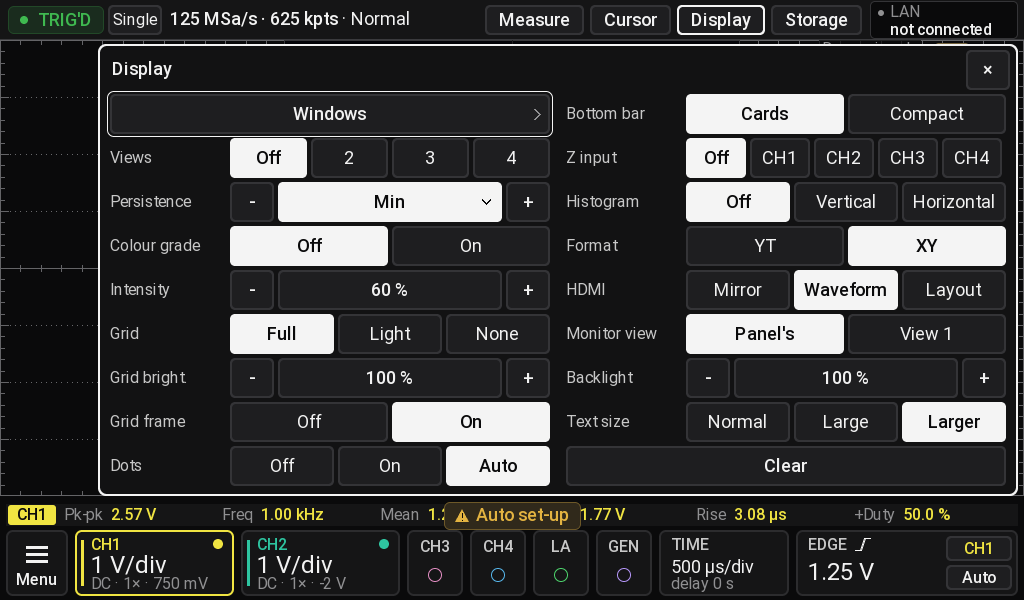 TRIG'D Single 125 MSa/s · 625 kpts · Normal Measure Cursor Display Storage LAN
not connected
Display ×
Windows
Bottom bar Cards Compact
Views Off 2 3 4
Z input Off CH1 CH2 CH3 CH4
Persistence - Min +
Histogram Off Vertical Horizontal
Colour grade Off On
Format YT XY
Intensity - 60 % +
HDMI Mirror Waveform Layout
Grid Full Light None
Monitor view Panel's View 1
Grid bright - 100 % +
Backlight - 100 % +
Grid frame Off On
Text size Normal Large Larger
Dots Off On Auto
Clear
CH1 Pk-pk 2.57 V Freq 1.00 kHz Mean Auto set-up 1.77 V Rise 3.08 µs +Duty 50.0 %
Menu
CH1
1 V/div
DC · 1× · 750 mV
CH2
1 V/div
DC · 1× · -2 V
CH3
CH4
LA
GEN
TIME
500 µs/div
delay 0 s
EDGE
1.25 V
CH1
Auto